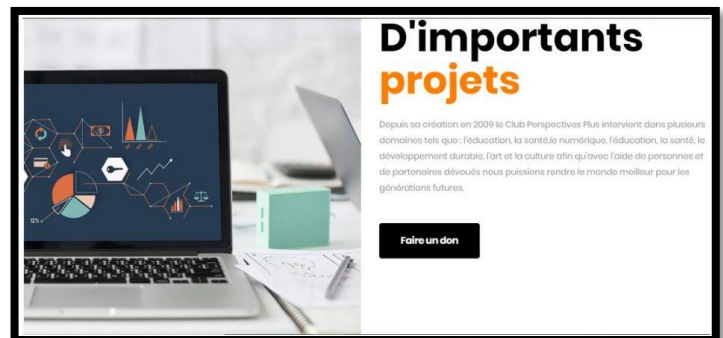 D'importants
projets
Depuis sa création en 2009 le Club Perspectives Plus intervient dans plusieurs
domaines tels que : l'éducation, la santé,le numérique, l'éducation, la santé, le
développement durable, l'art et la culture afin qu'avec l'aide de personnes et
de partenaires dévoués nous puissions rendre le monde meilleur pour les
générations futures.
Faire un don
12%